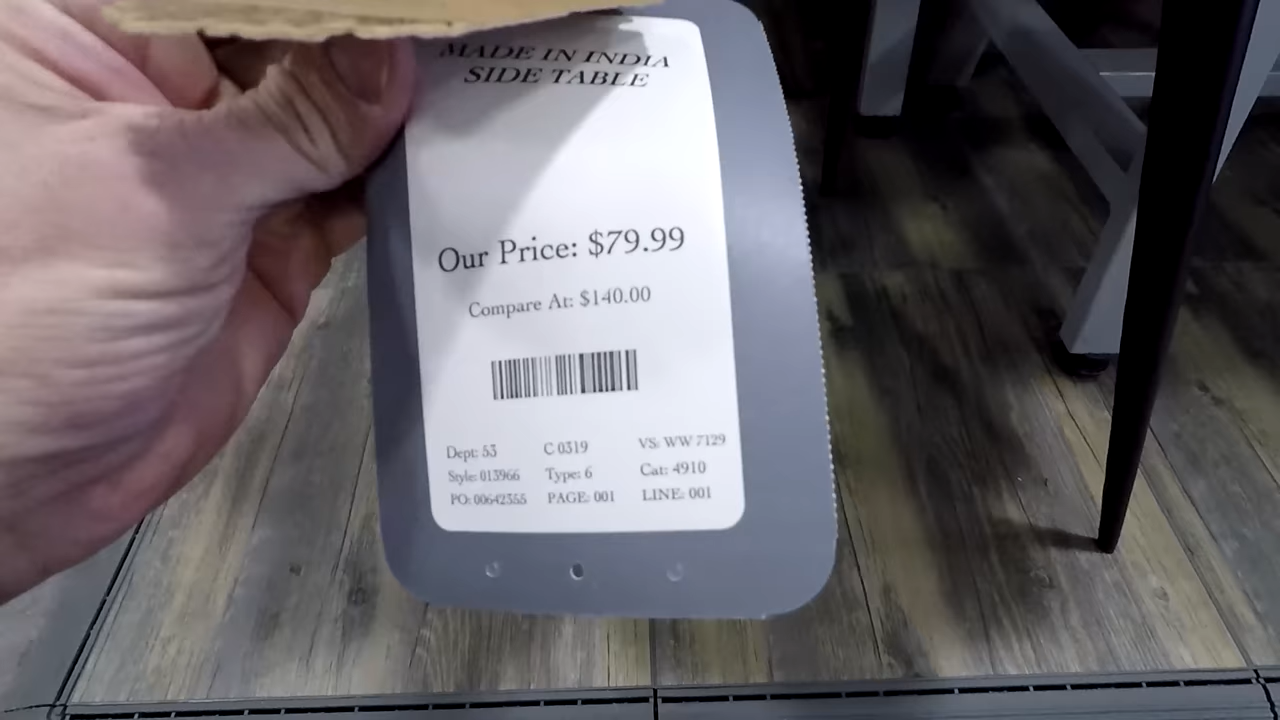 MADE IN INDIA
SIDE TABLE
Our Price: $79.99
Compare At: $140.00
Dept: 53 C 0319 VS: WW 7129
Style: 013966 Type: 6 Cat: 4910
PO: 00642355 PAGE: 001 LINE: 001